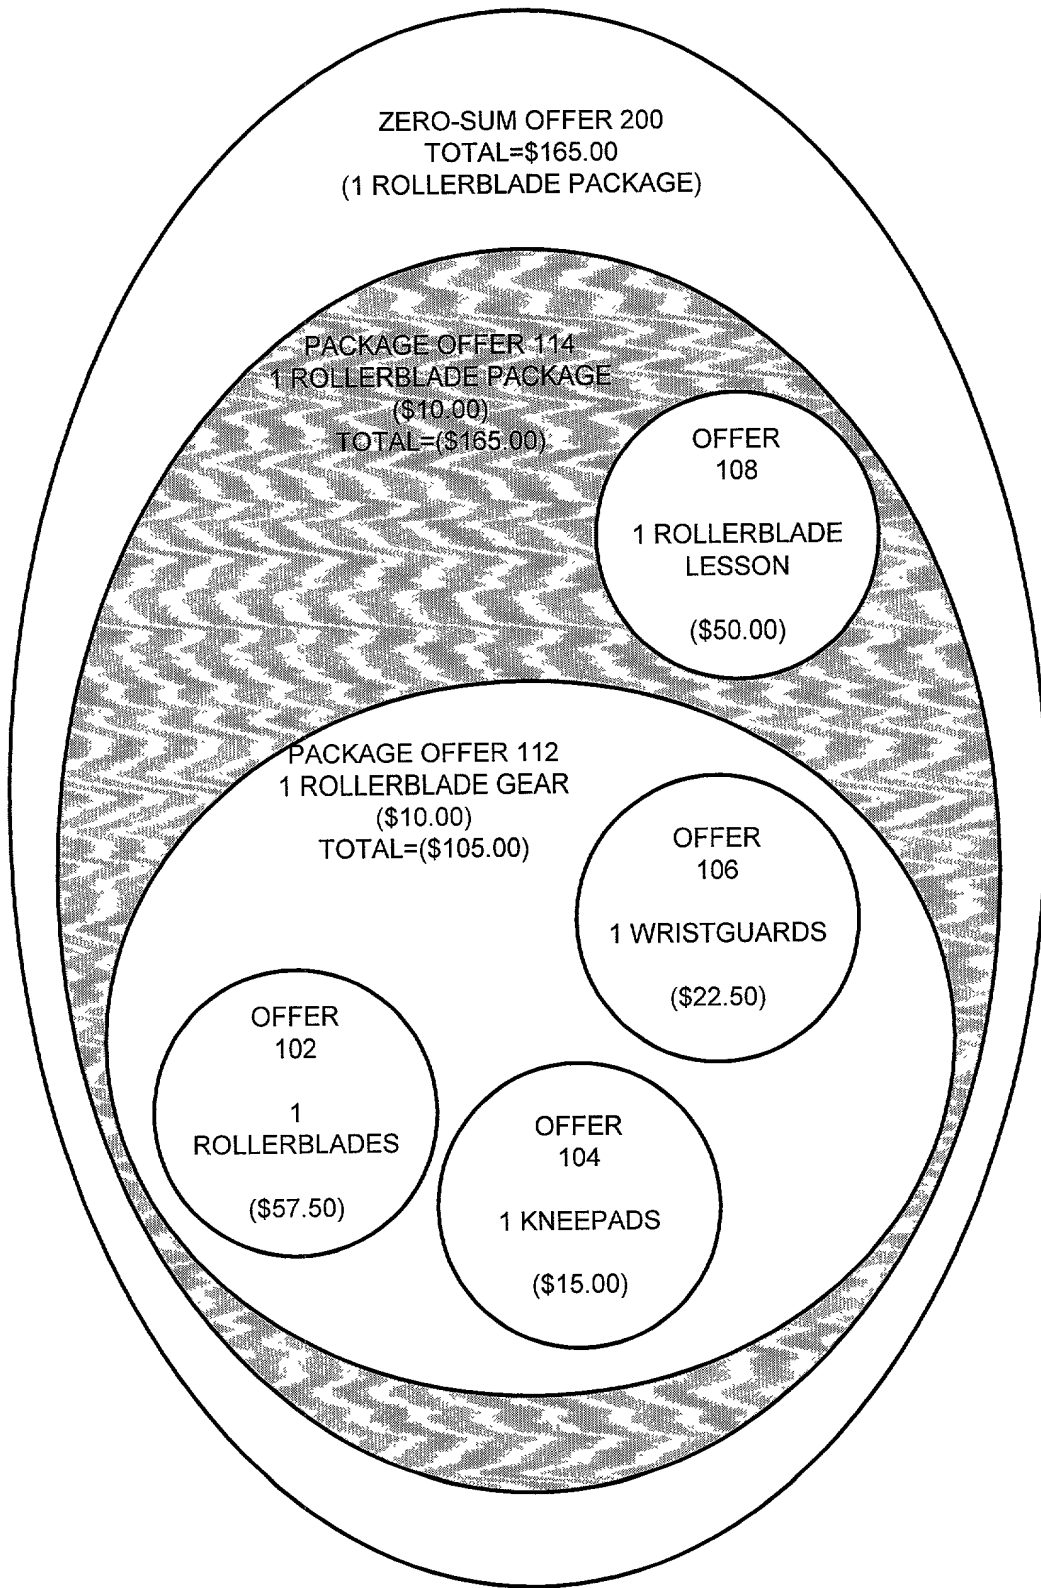 ZERO-SUM OFFER 200
TOTAL=$165.00
(1 ROLLERBLADE PACKAGE)
PACKAGE OFFER 114
1 ROLLERBLADE PACKAGE
($10.00)
TOTAL=($165.00)
OFFER
108
1 ROLLERBLADE
LESSON
($50.00)
PACKAGE OFFER 112
1 ROLLERBLADE GEAR
($10.00)
TOTAL=($105.00)
OFFER
106
1 WRISTGUARDS
($22.50)
OFFER
102
1
ROLLERBLADES
($57.50)
OFFER
104
1 KNEEPADS
($15.00)